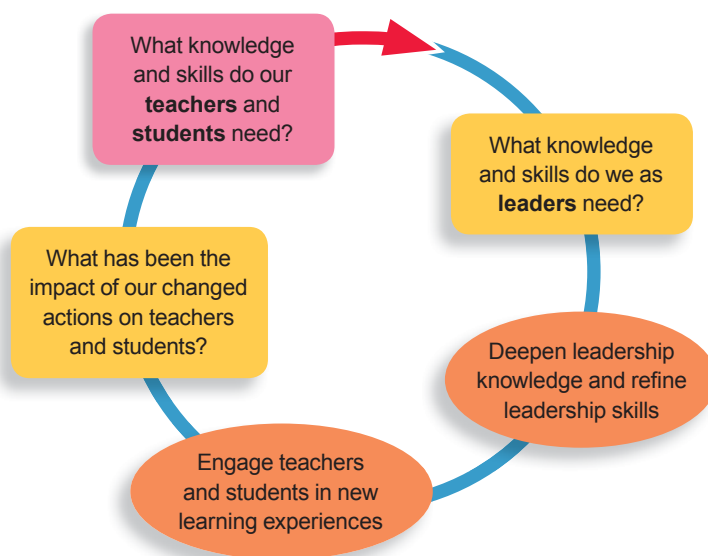 What knowledge
and skills do our
teachers and
students need?
What knowledge
and skills do we as
leaders need?
Deepen leadership
knowledge and refine
leadership skills
Engage teachers
and students in new
learning experiences
What has been the
impact of our changed
actions on teachers
and students?